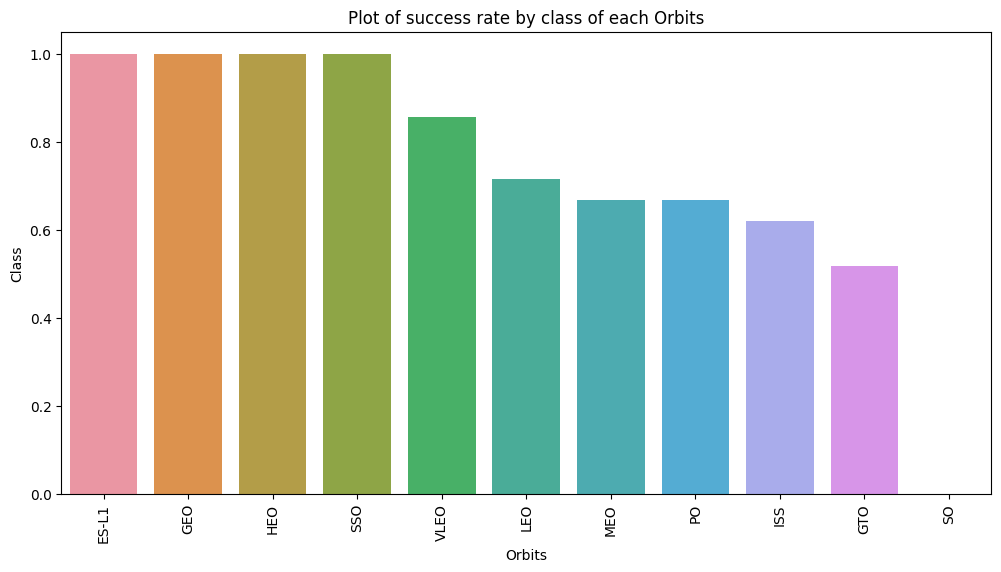 Plot of success rate by class of each Orbits
1.0
0.8
0.6
0.4
0.2
0.0
Class
ES-L1
GEO
HEO
SSO
VLEO
LEO
MEO
PO
ISS
GTO
SO
Orbits